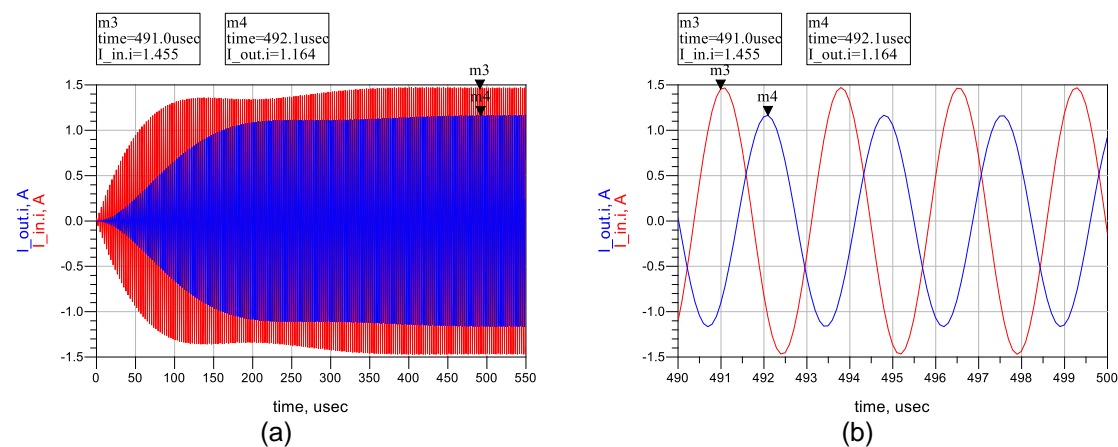 m3
time=491.0usec
I_in.i=1.455
m4
time=492.1usec
I_out.i=1.164
m3
m4
1.5
1.0
0.5
0.0
-0.5
-1.0
-1.5
I_out.i, A
I_in.i, A
0 50 100 150 200 250 300 350 400 450 500 550
time, usec
(a)
m3
time=491.0usec
I_in.i=1.455
m4
time=492.1usec
I_out.i=1.164
m3
m4
1.5
1.0
0.5
0.0
-0.5
-1.0
-1.5
I_out.i, A
I_in.i, A
490 491 492 493 494 495 496 497 498 499 500
time, usec
(b)